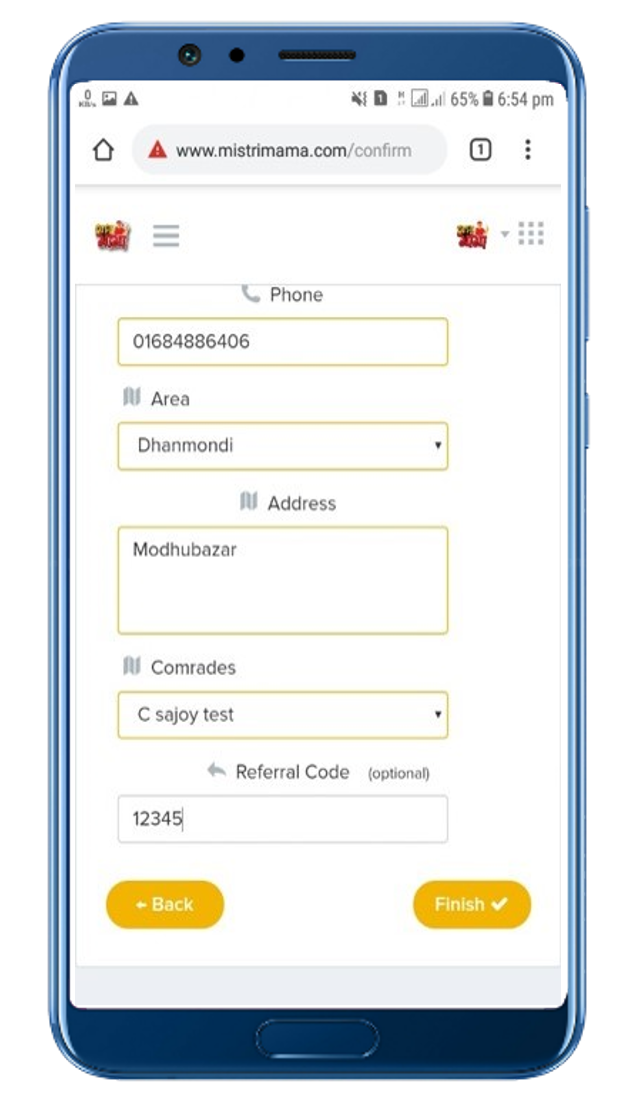 0
KB/s
1
65% 6:54 pm
www.mistrimama.com/confirm
1
Phone
01684886406
Area
Dhanmondi
Address
Modhubazar
Comrades
C sajoy test
Referral Code (optional)
12345
Back
Finish